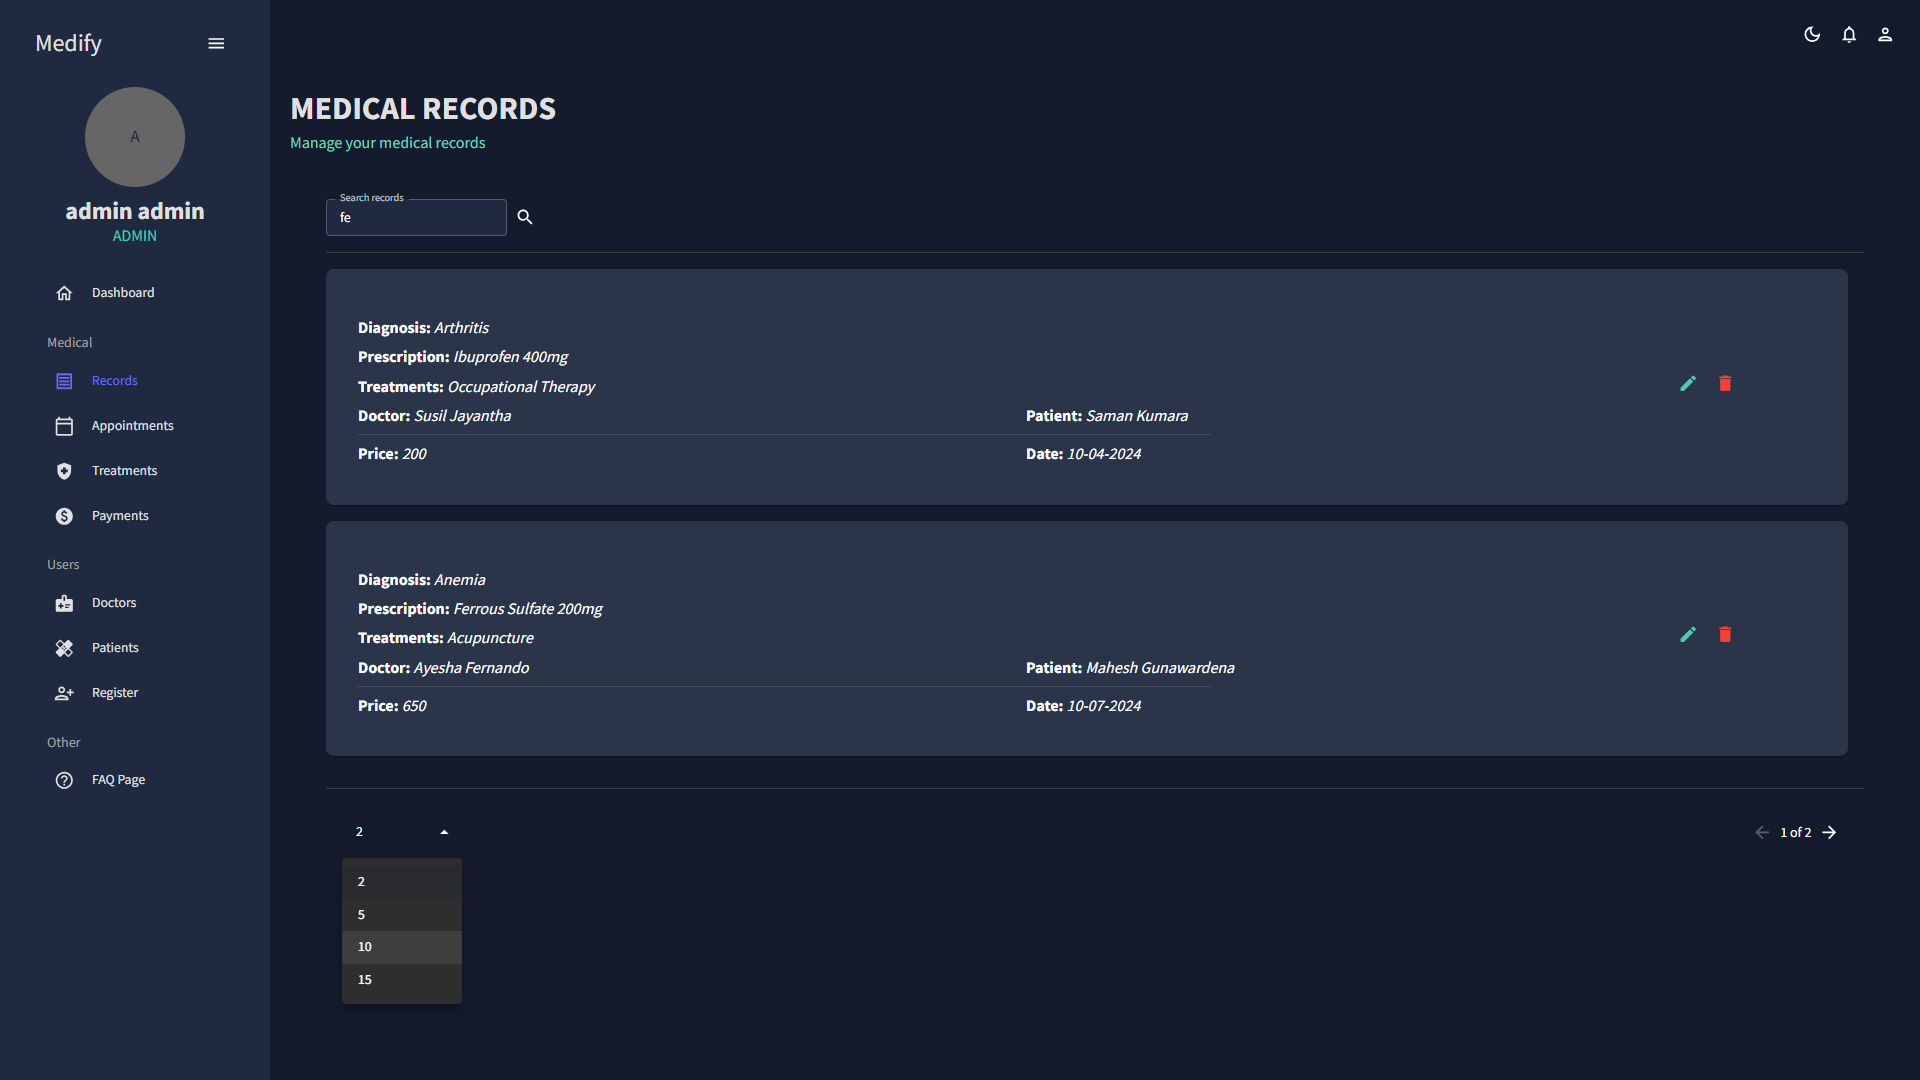 Medify
A
admin admin
ADMIN
Dashboard
Medical
Records
Appointments
Treatments
Payments
Users
Doctors
Patients
Register
Other
FAQ Page
MEDICAL RECORDS
Manage your medical records
Search records
fe
Diagnosis: Arthritis
Prescription: Ibuprofen 400mg
Treatments: Occupational Therapy
Doctor: Susil Jayantha
Patient: Saman Kumara
Price: 200
Date: 10-04-2024
Diagnosis: Anemia
Prescription: Ferrous Sulfate 200mg
Treatments: Acupuncture
Doctor: Ayesha Fernando
Patient: Mahesh Gunawardena
Price: 650
Date: 10-07-2024
2
1 of 2
2
5
10
15